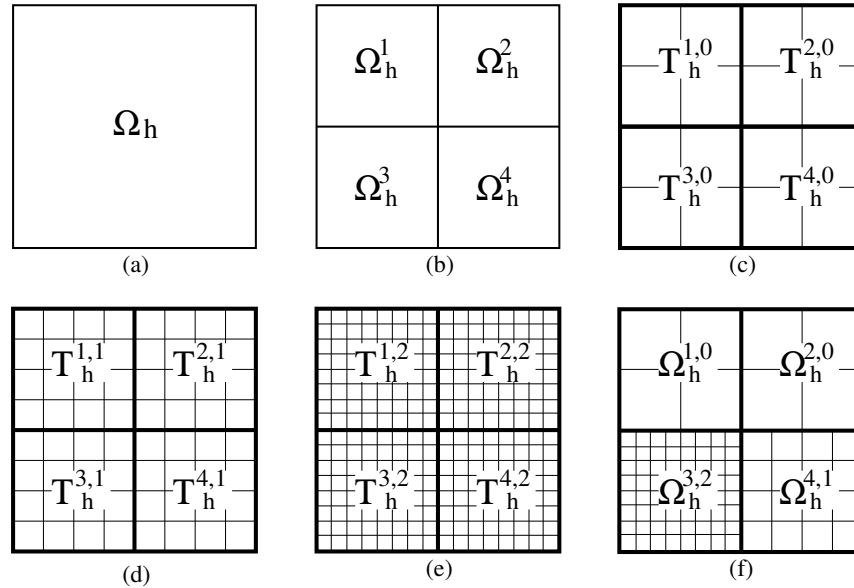 Ω_h
(a)
Ω_h^1 Ω_h^2
Ω_h^3 Ω_h^4
(b)
T_h^{1,0} T_h^{2,0}
T_h^{3,0} T_h^{4,0}
(c)
T_h^{1,1} T_h^{2,1}
T_h^{3,1} T_h^{4,1}
(d)
T_h^{1,2} T_h^{2,2}
T_h^{3,2} T_h^{4,2}
(e)
Ω_h^{1,0} Ω_h^{2,0}
Ω_h^{3,2} Ω_h^{4,1}
(f)